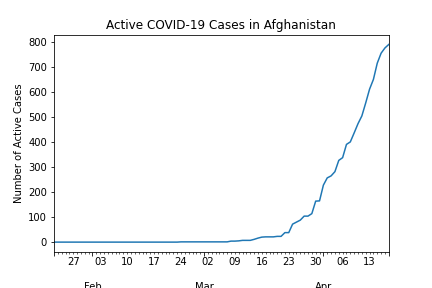 Active COVID-19 Cases in Afghanistan
800
700
600
500
400
300
200
100
0
Number of Active Cases
27 03 10 17 24 02 09 16 23 30 06 13
Feb Mar Apr